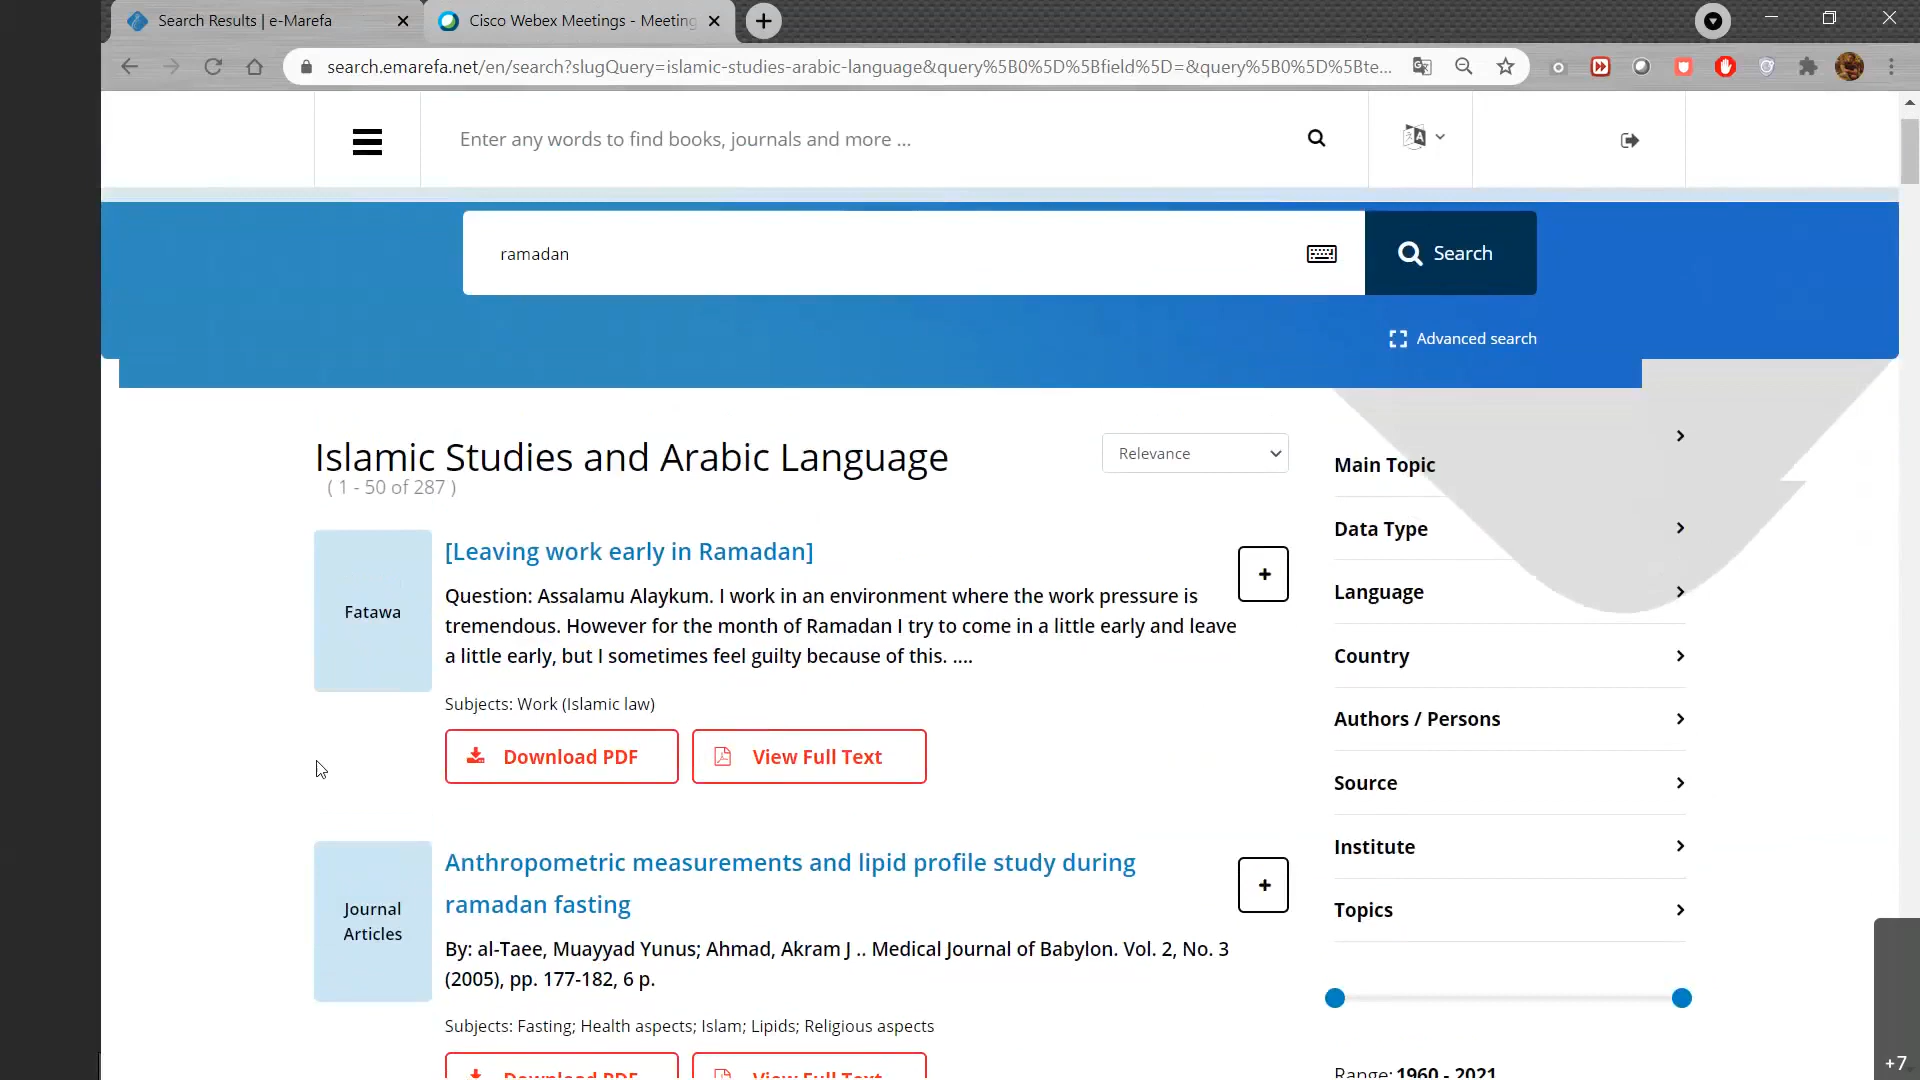 Search Results | e-Marefa
Cisco Webex Meetings - Meeting
search.emarefa.net/en/search?slugQuery=islamic-studies-arabic-language&query%5B0%5D%5Bfield%5D=&query%5B0%5D%5Bte...
Enter any words to find books, journals and more ...
ramadan
Search
Advanced search
Islamic Studies and Arabic Language
( 1 - 50 of 287 )
Relevance
Fatawa
[Leaving work early in Ramadan]
Question: Assalamu Alaykum. I work in an environment where the work pressure is
tremendous. However for the month of Ramadan I try to come in a little early and leave
a little early, but I sometimes feel guilty because of this. ....
Subjects: Work (Islamic law)
Download PDF
View Full Text
Journal
Articles
Anthropometric measurements and lipid profile study during
ramadan fasting
By: al-Taee, Muayyad Yunus; Ahmad, Akram J .. Medical Journal of Babylon. Vol. 2, No. 3
(2005), pp. 177-182, 6 p.
Subjects: Fasting; Health aspects; Islam; Lipids; Religious aspects
Download PDF
View Full Text
Main Topic
Data Type
Language
Country
Authors / Persons
Source
Institute
Topics
Range: 1960 - 2021
+7